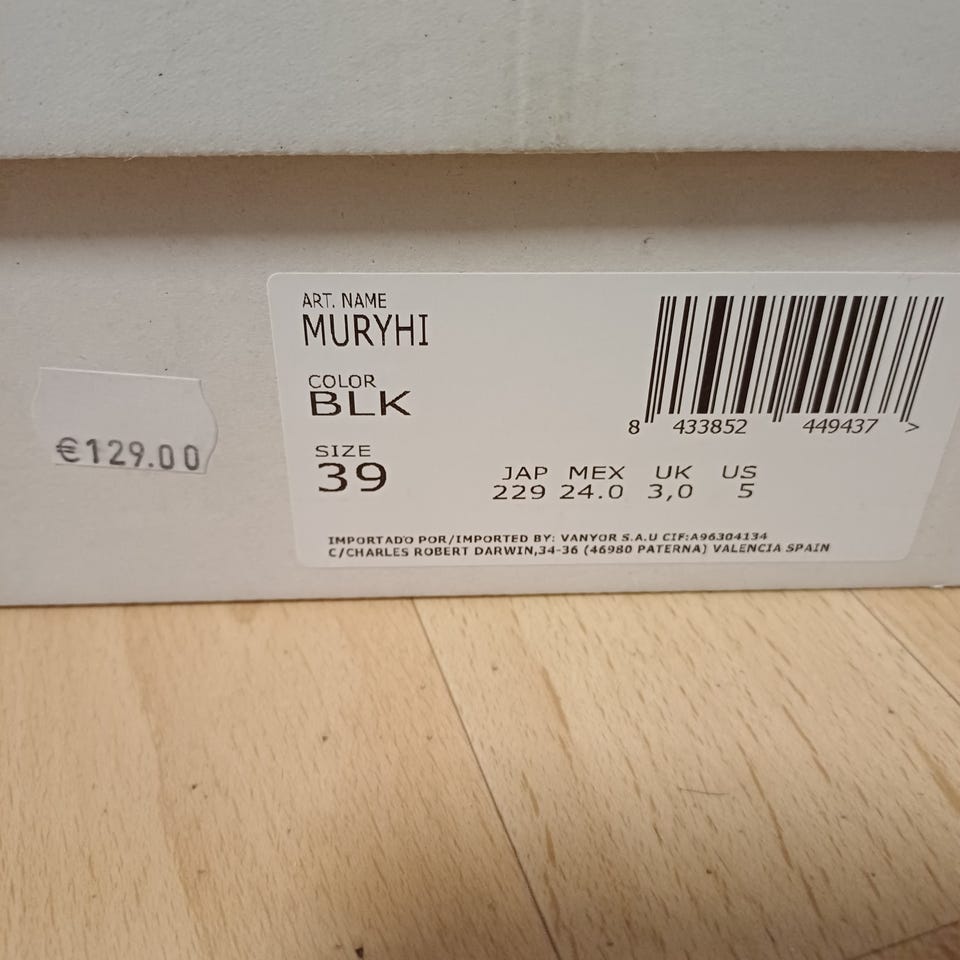 ART. NAME
MURYHI
COLOR
BLK
SIZE
39
JAP MEX UK US
229 24.0 3,0 5
IMPORTADO POR/IMPORTED BY: VANYOR S.A.U CIF:A96304134
C/CHARLES ROBERT DARWIN,34-36 (46980 PATERNA) VALENCIA SPAIN
8 433852 449437 >
€129.00